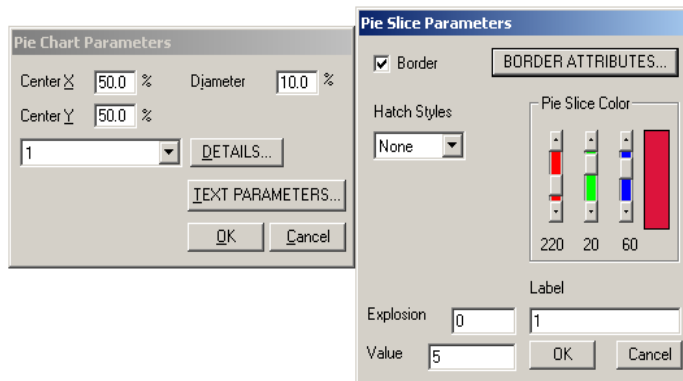 Pie Chart Parameters
Center X 50.0 % Diameter 10.0 %
Center Y 50.0 %
1 DETAILS...
TEXT PARAMETERS...
OK Cancel
Pie Slice Parameters
Border BORDER ATTRIBUTES...
Hatch Styles
None
Pie Slice Color
220 20 60
Label
Explosion 0 1
Value 5 OK Cancel